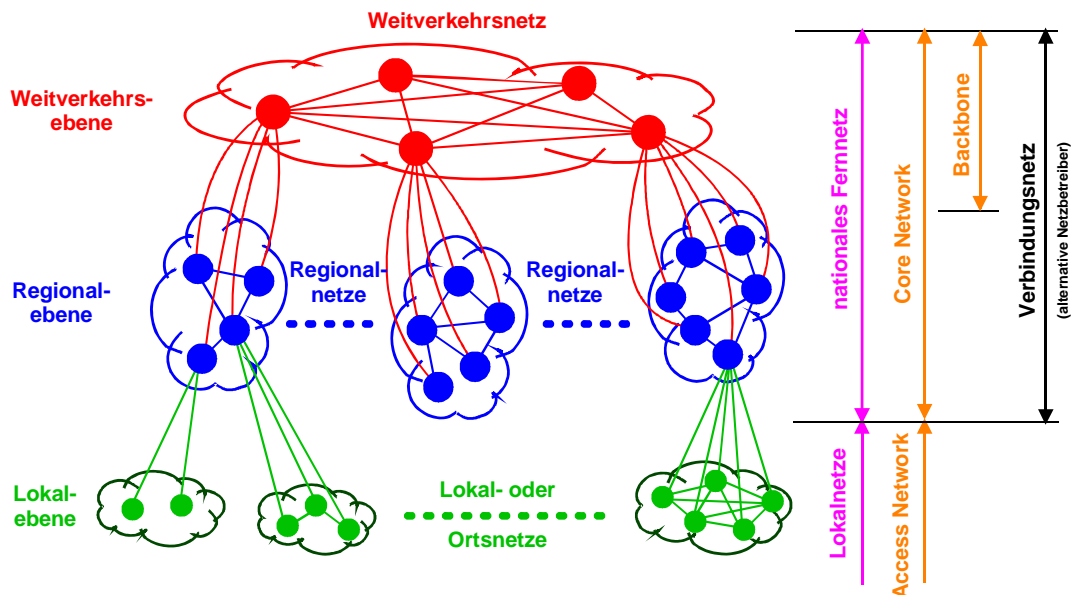 Weitverkehrsnetz
Weitverkehrs-
ebene
Regional-
ebene
Regional-
netze
Regional-
netze
Lokal-
ebene
Lokal- oder
Ortsnetze
nationales Fernnetz
Core Network
Backbone
Verbindungsnetz
(alternative Netzbetreiber)
Lokalnetze
Access Network